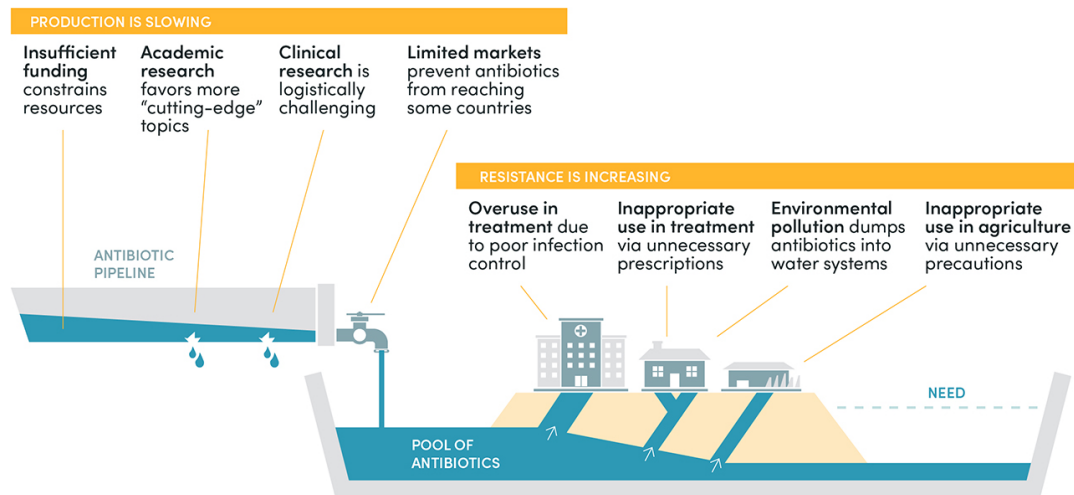 PRODUCTION IS SLOWING
Insufficient
funding
constrains
resources
Academic
research
favors more
“cutting-edge”
topics
Clinical
research is
logistically
challenging
Limited markets
prevent antibiotics
from reaching
some countries
RESISTANCE IS INCREASING
Overuse in
treatment due
to poor infection
control
Inappropriate
use in treatment
via unnecessary
prescriptions
Environmental
pollution dumps
antibiotics into
water systems
Inappropriate
use in agriculture
via unnecessary
precautions
ANTIBIOTIC
PIPELINE
NEED
POOL OF
ANTIBIOTICS